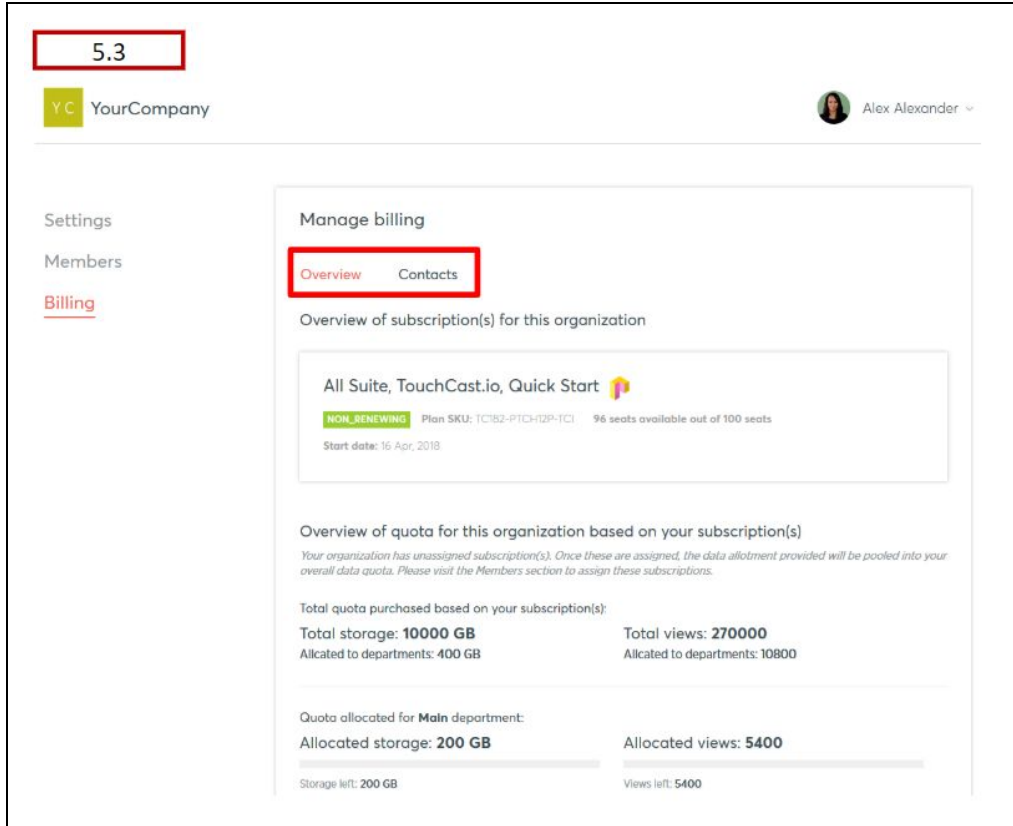 5.3
YC YourCompany
Alex Alexander
Settings
Members
Billing
Manage billing
Overview Contacts
Overview of subscription(s) for this organization
All Suite, TouchCast.io, Quick Start
NON_RENEWING Plan SKU: TC182-PTCH12P-TCI 96 seats available out of 100 seats
Start date: 16 Apr, 2018
Overview of quota for this organization based on your subscription(s)
Your organization has unassigned subscription(s). Once these are assigned, the data allotment provided will be pooled into your
overall data quota. Please visit the Members section to assign these subscriptions.
Total quota purchased based on your subscription(s):
Total storage: 10000 GB Total views: 270000
Allcated to departments: 400 GB Allcated to departments: 10800
Quota allocated for Main department:
Allocated storage: 200 GB Allocated views: 5400
Storage left: 200 GB Views left: 5400